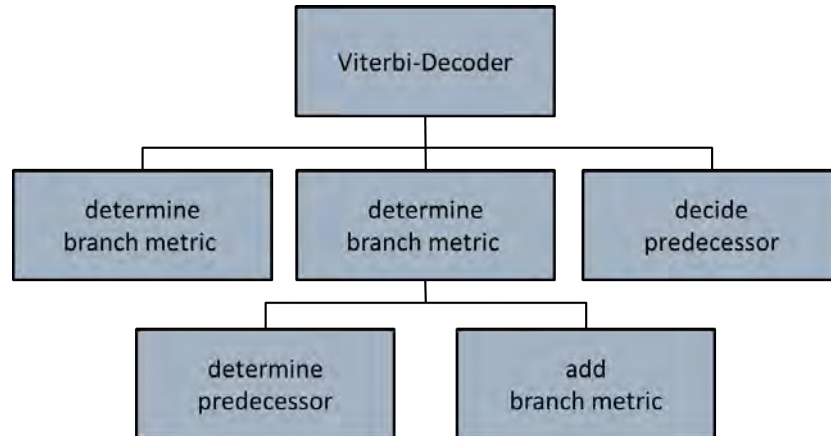 Viterbi-Decoder
determine
branch metric
determine
branch metric
decide
predecessor
determine
predecessor
add
branch metric